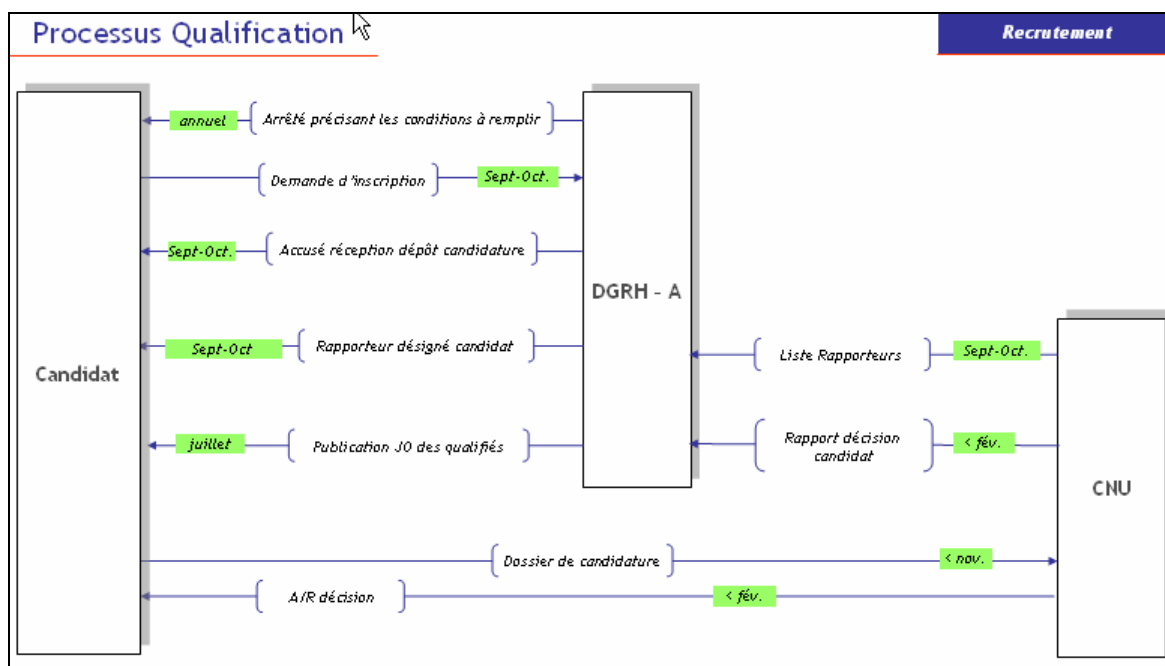 Processus Qualification
Recrutement
annuel
Arrêté précisant les conditions à remplir
Demande d'inscription
Sept-Oct.
Sept-Oct.
Accusé réception dépôt candidature
DGRH - A
Sept-Oct
Rapporteur désigné candidat
Liste Rapporteurs
Sept-Oct.
Candidat
juillet
Publication JO des qualifiés
Rapport décision
candidat
< fév.
CNU
Dossier de candidature
< nov.
A/R décision
< fév.